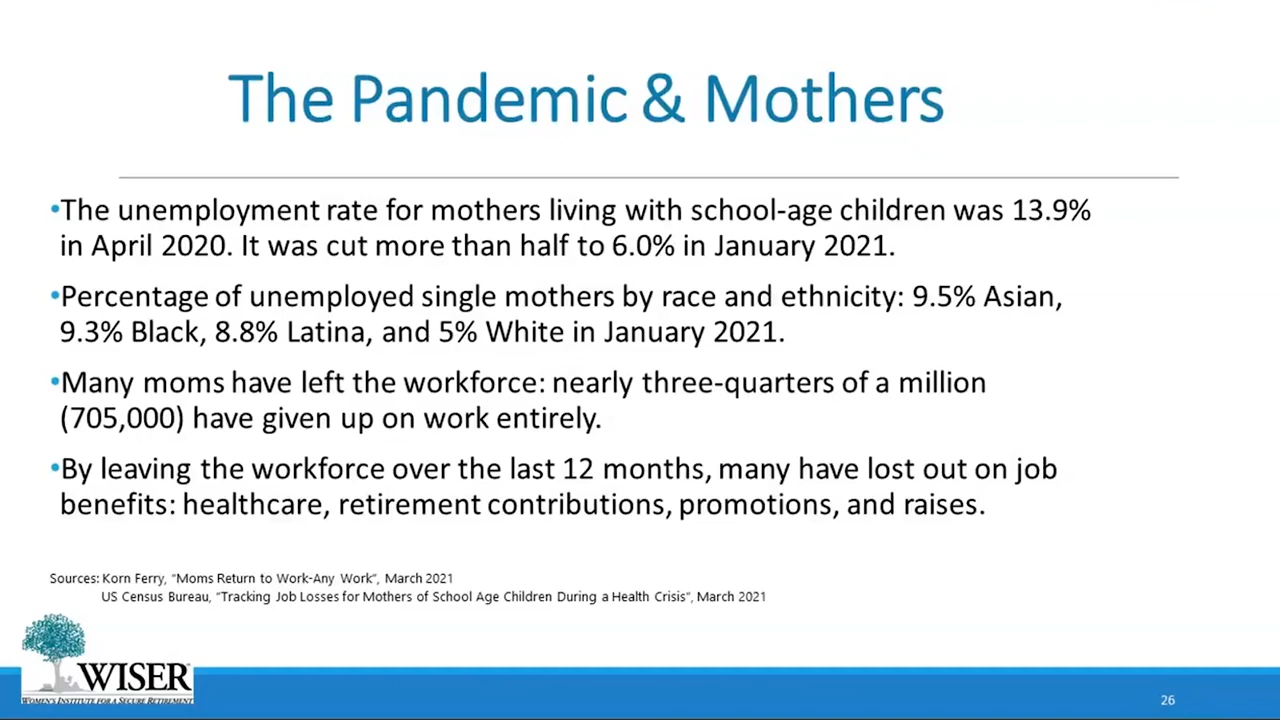 The Pandemic & Mothers
•The unemployment rate for mothers living with school-age children was 13.9%
in April 2020. It was cut more than half to 6.0% in January 2021.
•Percentage of unemployed single mothers by race and ethnicity: 9.5% Asian,
9.3% Black, 8.8% Latina, and 5% White in January 2021.
•Many moms have left the workforce: nearly three-quarters of a million
(705,000) have given up on work entirely.
•By leaving the workforce over the last 12 months, many have lost out on job
benefits: healthcare, retirement contributions, promotions, and raises.
Sources: Korn Ferry, “Moms Return to Work-Any Work”, March 2021
US Census Bureau, “Tracking Job Losses for Mothers of School Age Children During a Health Crisis”, March 2021
WISER
WOMEN'S INSTITUTE FOR A SECURE RETIREMENT
26